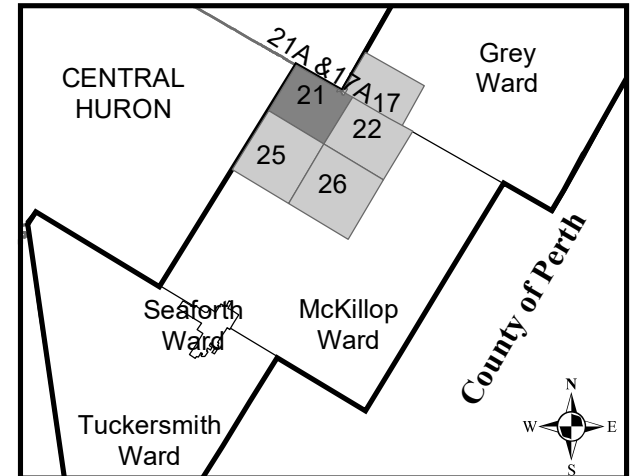 CENTRAL
HURON
21A &17A
Grey
Ward
21
17
22
25
26
Seaforth
Ward
McKillop
Ward
County of Perth
Tuckersmith
Ward
N
W
E
S